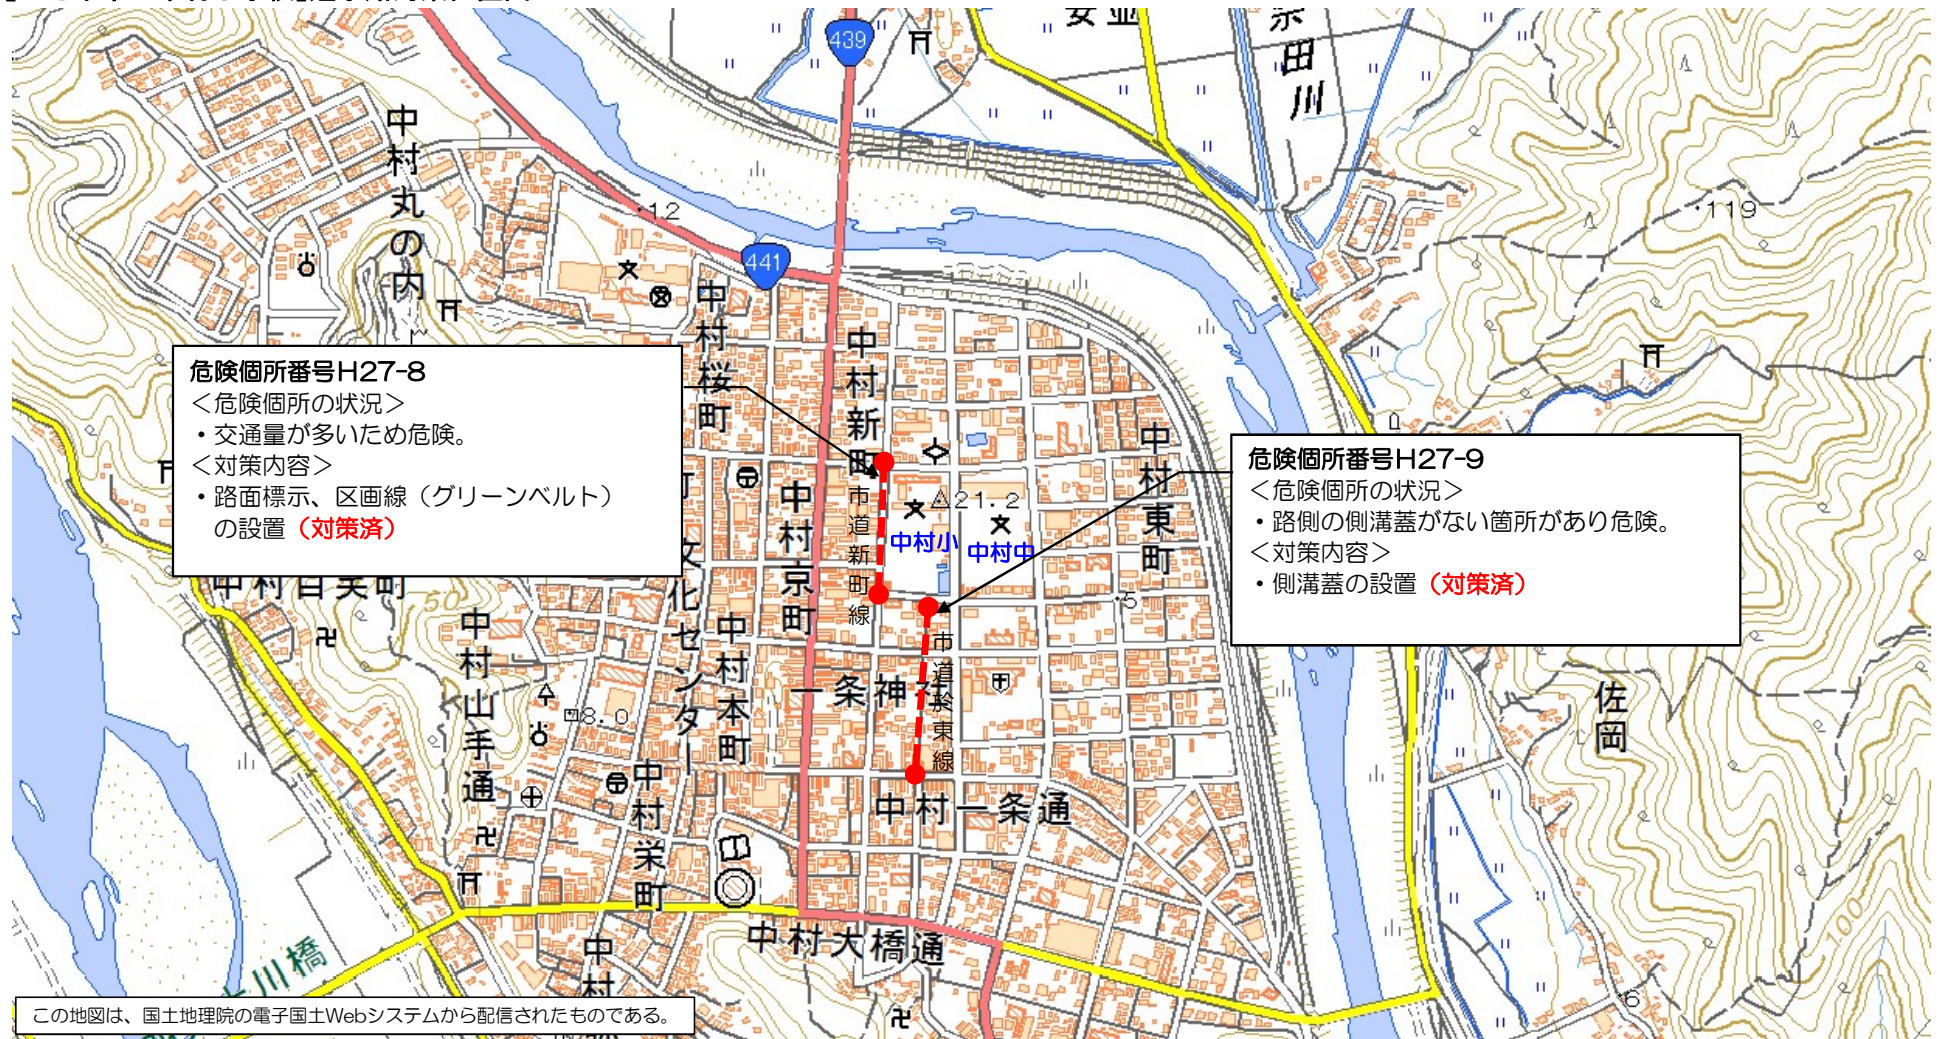 439
441
安並
田川
中村丸の内
12
119
中村桜町
中村新町
中村東町
危険個所番号H27-8
<危険個所の状況>
・交通量が多いため危険。
<対策内容>
・路面標示、区画線（グリーンベルト）
の設置（対策済）
危険個所番号H27-9
<危険個所の状況>
・路側の側溝蓋がない箇所があり危険。
<対策内容>
・側溝蓋の設置（対策済）
市道新町線
21.2
中村小
中村中
中村京町
文化センター
中村本町
50
5
中村山手通
8.0
一条神社
市道於東線
佐岡
中村一条通
中村栄町
中村大橋通
川橋
中村
100
6
この地図は、国土地理院の電子国土Webシステムから配信されたものである。